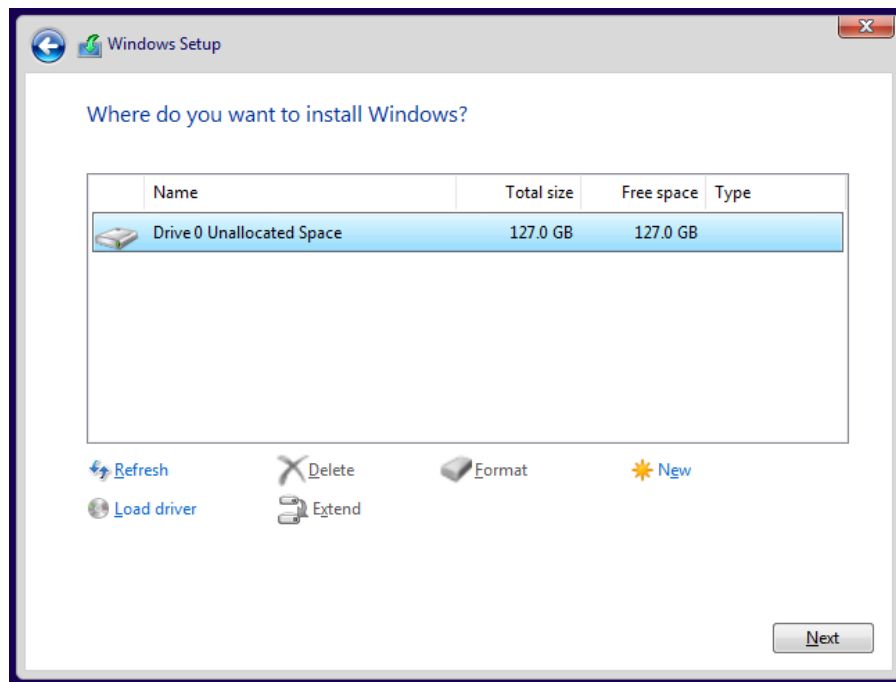 Windows Setup
Where do you want to install Windows?
Name Total size Free space Type
Drive 0 Unallocated Space 127.0 GB 127.0 GB
Refresh Delete Format New
Load driver Extend
Next